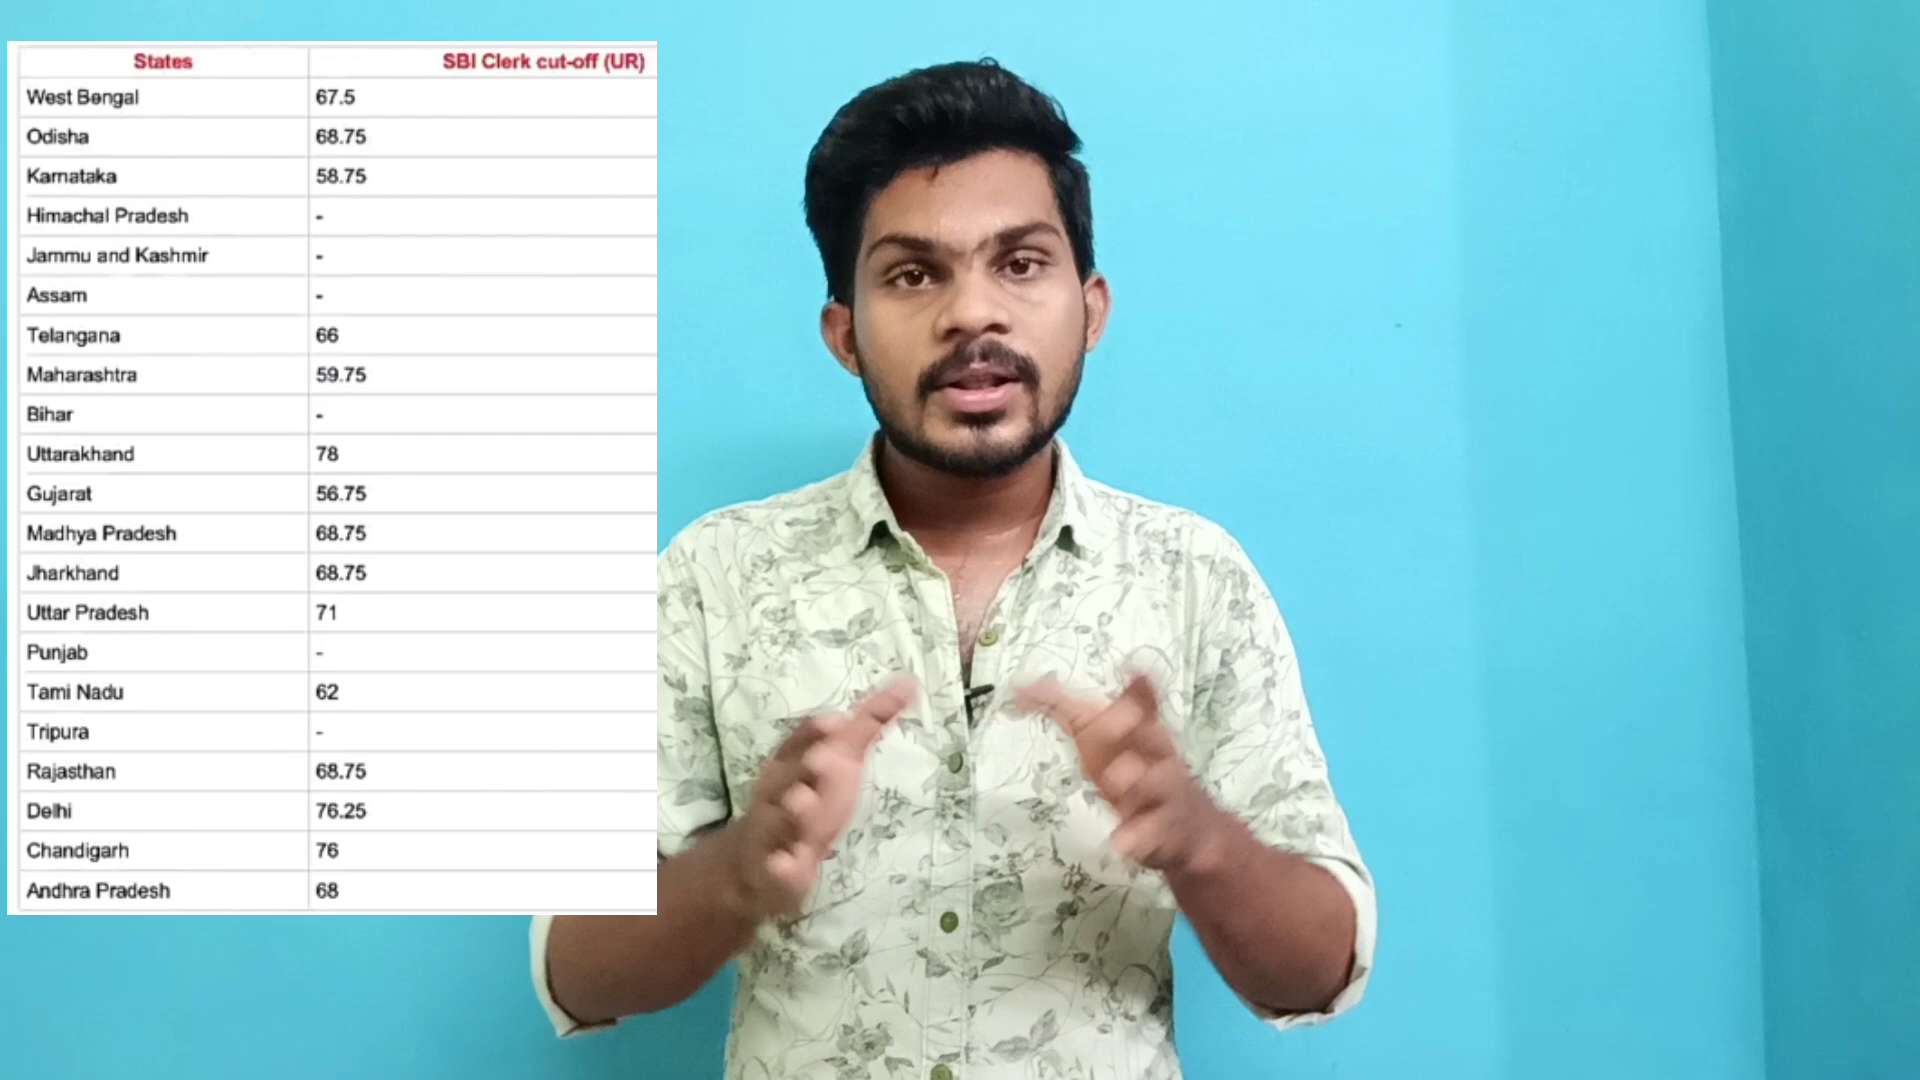 States SBI Clerk cut-off (UR)
West Bengal 67.5
Odisha 68.75
Karnataka 58.75
Himachal Pradesh -
Jammu and Kashmir -
Assam -
Telangana 66
Maharashtra 59.75
Bihar -
Uttarakhand 78
Gujarat 56.75
Madhya Pradesh 68.75
Jharkhand 68.75
Uttar Pradesh 71
Punjab -
Tami Nadu 62
Tripura -
Rajasthan 68.75
Delhi 76.25
Chandigarh 76
Andhra Pradesh 68